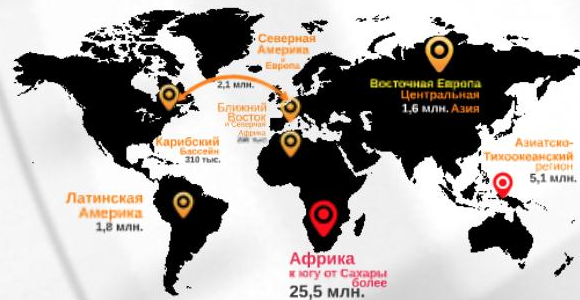 Северная
Америка
и
Европа
2,1 млн.
Восточная Европа
Центральная
1,6 млн. Азия
Ближний
Восток
и Северная
Африка
тыс.
Карибский
Бассейн
310 тыс.
Азиатско-
Тихоокеанский
регион
5,1 млн.
Латинская
Америка
1,8 млн.
Африка
к югу от Сахары
более
25,5 млн.